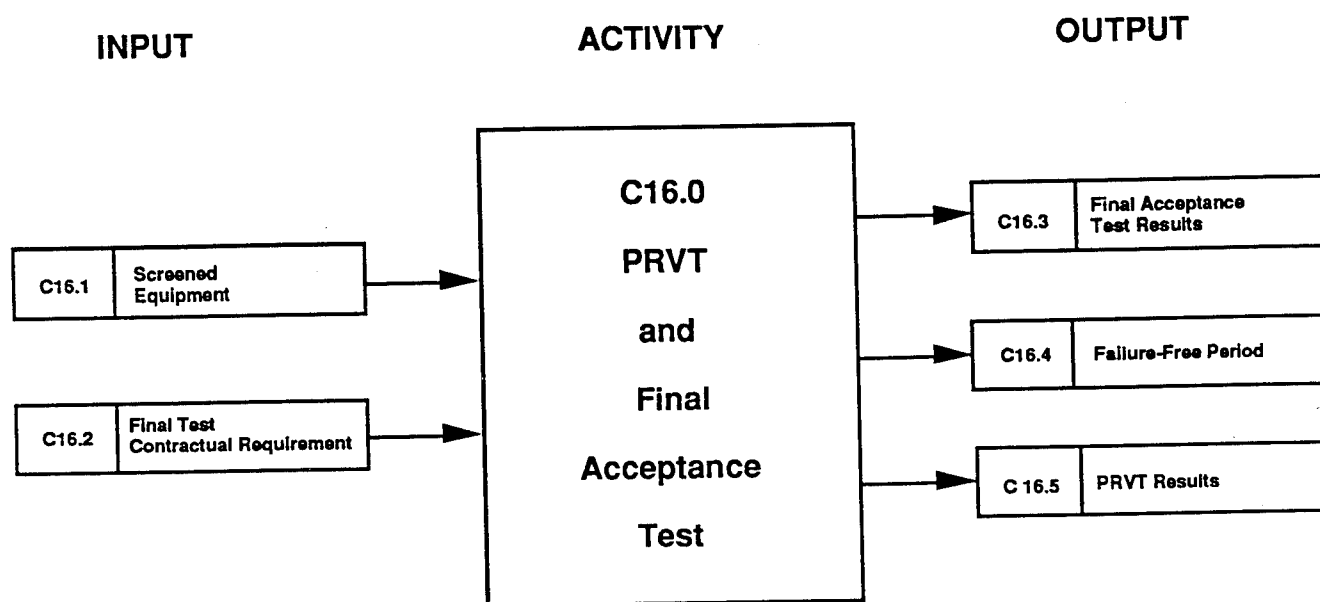 INPUT
ACTIVITY
OUTPUT
C16.1
Screened
Equipment
C16.2
Final Test
Contractual Requirement
C16.0
PRVT
and
Final
Acceptance
Test
C16.3
Final Acceptance
Test Results
C16.4
Failure-Free Period
C 16.5
PRVT Results